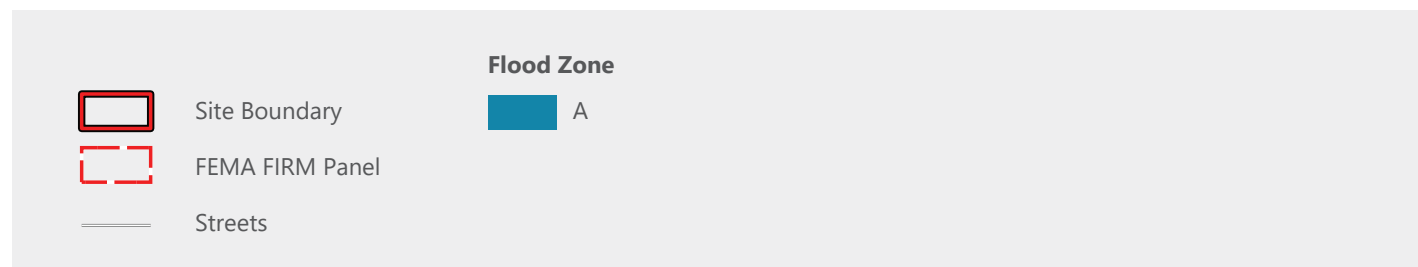 Flood Zone
Site Boundary
A
FEMA FIRM Panel
Streets